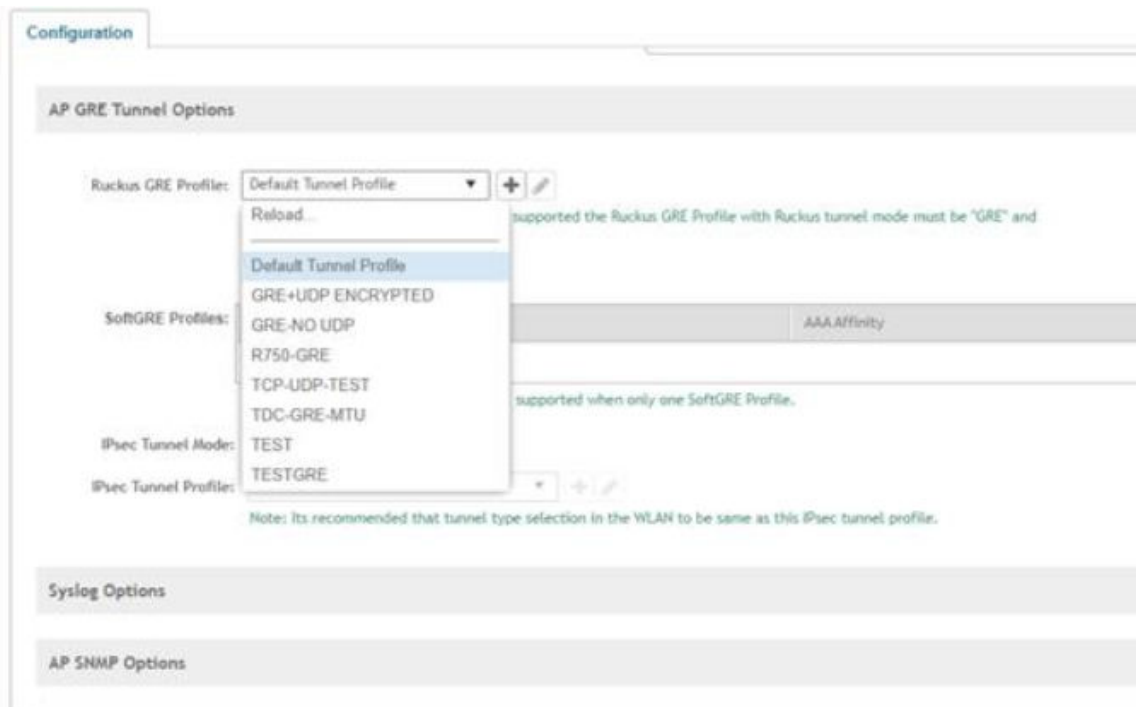 Configuration
AP GRE Tunnel Options
Ruckus GRE Profile: Default Tunnel Profile
Reload...
supported the Ruckus GRE Profile with Ruckus tunnel mode must be "GRE" and
Default Tunnel Profile
GRE+UDP ENCRYPTED
SoftGRE Profiles:
GRE-NO UDP
AAA Affinity
R750-GRE
TCP-UDP-TEST
supported when only one SoftGRE Profile.
TDC-GRE-MTU
IPsec Tunnel Mode:
TEST
TESTGRE
IPsec Tunnel Profile:
Note: Its recommended that tunnel type selection in the WLAN to be same as this IPsec tunnel profile.
Syslog Options
AP SNMP Options